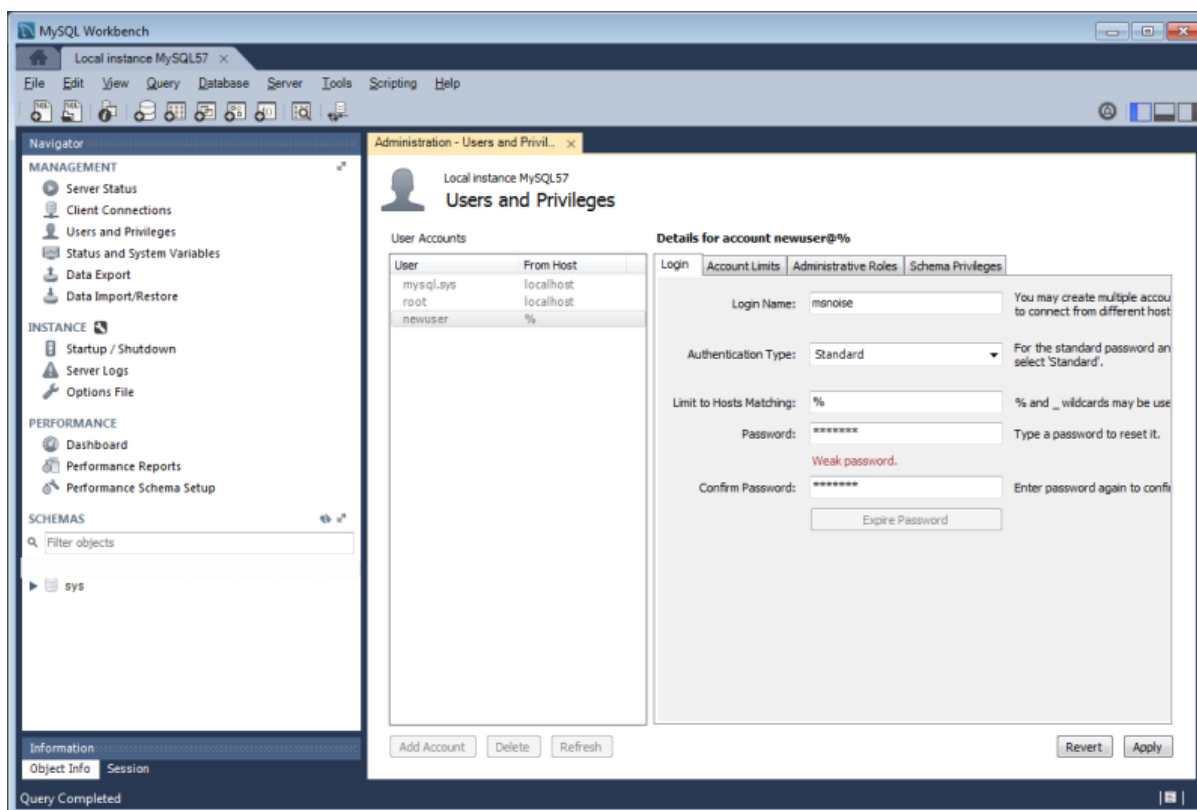 MySQL Workbench
Local instance MySQL57
File Edit View Query Database Server Tools Scripting Help
Navigator
MANAGEMENT
Server Status
Client Connections
Users and Privileges
Status and System Variables
Data Export
Data Import/Restore
INSTANCE
Startup / Shutdown
Server Logs
Options File
PERFORMANCE
Dashboard
Performance Reports
Performance Schema Setup
SCHEMAS
Filter objects
sys
Information
Object Info Session
Query Completed
Administration - Users and Privil...
Local instance MySQL57
Users and Privileges
User Accounts
User From Host
mysql.sys localhost
root localhost
newuser %
Add Account Delete Refresh
Details for account newuser@%
Login Account Limits Administrative Roles Schema Privileges
Login Name: msnoise You may create multiple accou
to connect from different host
Authentication Type: Standard For the standard password an
select 'Standard'.
Limit to Hosts Matching: % % and _ wildcards may be use
Password: ******* Type a password to reset it.
Weak password.
Confirm Password: ******* Enter password again to confi
Expire Password
Revert Apply